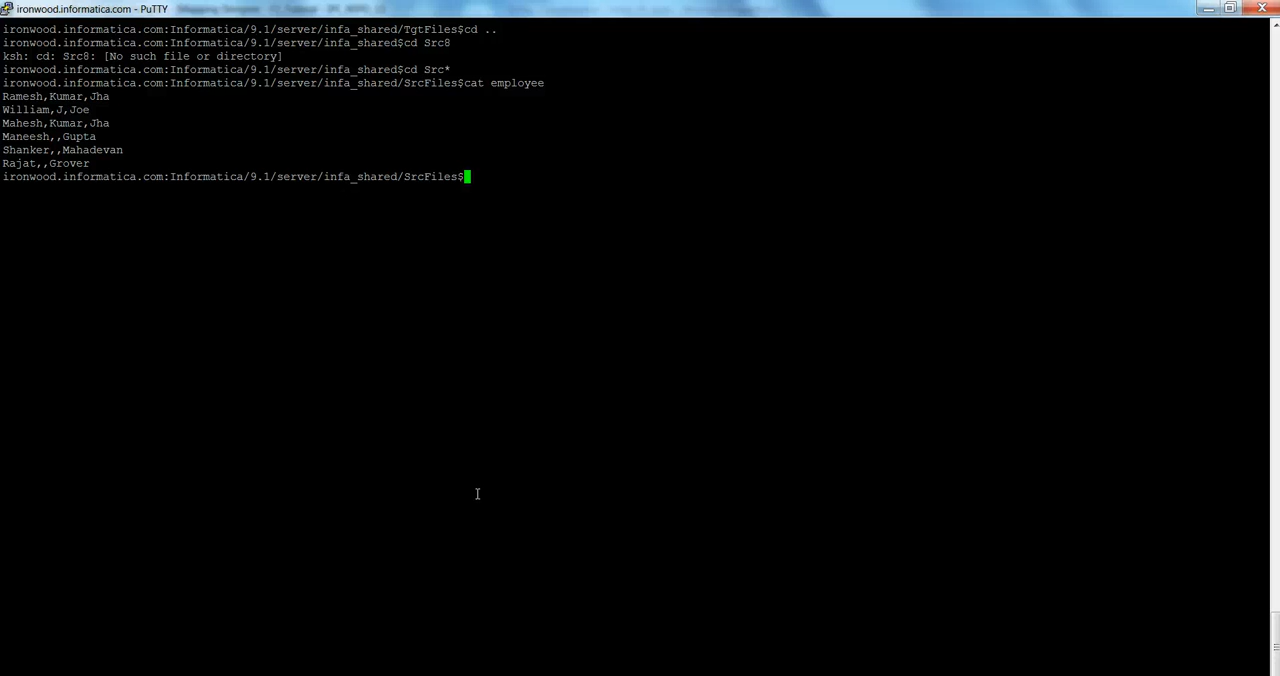 ironwood.informatica.com - PuTTY
ironwood.informatica.com:Informatica/9.1/server/infa_shared/TgtFiles$cd ..
ironwood.informatica.com:Informatica/9.1/server/infa_shared$cd Src8
ksh: cd: Src8: [No such file or directory]
ironwood.informatica.com:Informatica/9.1/server/infa_shared$cd Src*
ironwood.informatica.com:Informatica/9.1/server/infa_shared/SrcFiles$cat employee
Ramesh,Kumar,Jha
William,J,Joe
Mahesh,Kumar,Jha
Maneesh,,Gupta
Shanker,,Mahadevan
Rajat,,Grover
ironwood.informatica.com:Informatica/9.1/server/infa_shared/SrcFiles$